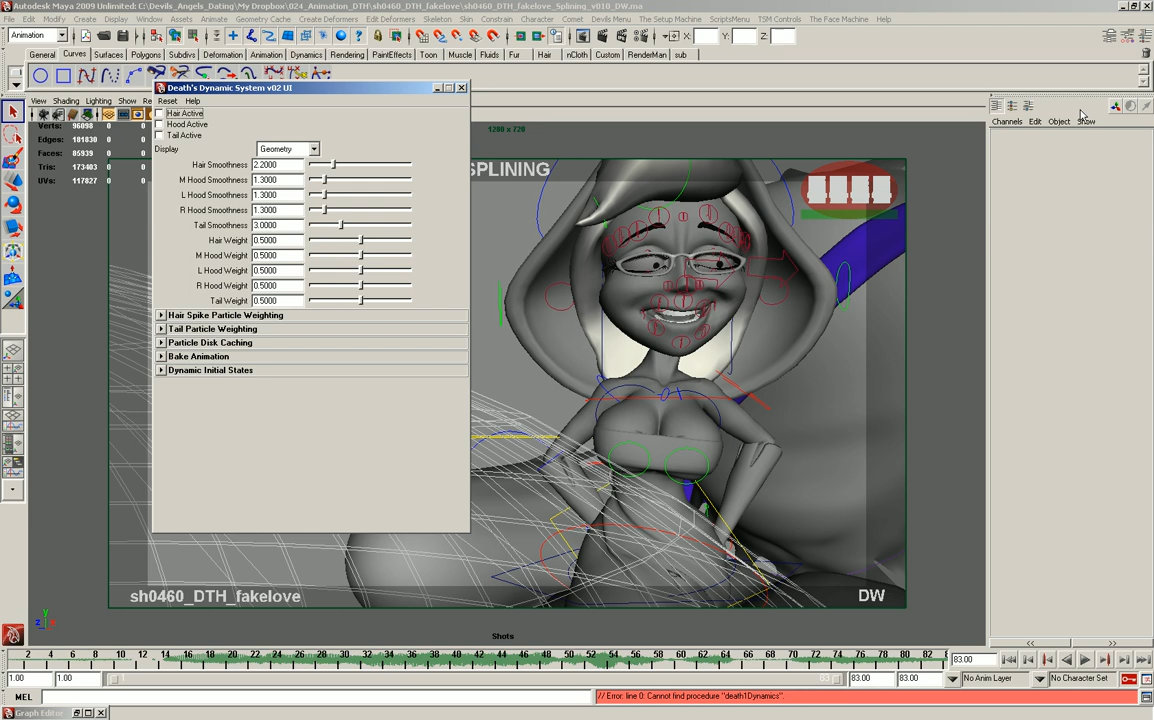 Autodesk Maya 2009 Unlimited: C:\Devils_Angels_Dating\My Dropbox\024_Animation_DTH\sh0460_DTH_fakelove\sh0460_DTH_fakelove_Splining_v010_DW.ma
File Edit Modify Create Display Window Assets Animate Geometry Cache Create Deformers Edit Deformers Skeleton Skin Constrain Character Comet Devils Menu The Setup Machine ScriptsMenu TSM Controls The Face Machine Help
Animation X: Y: Z:
General Curves Surfaces Polygons Subdivs Deformation Animation Dynamics Rendering PaintEffects Toon Muscle Fluids Fur Hair nCloth Custom RenderMan sub
Death's Dynamic System v02 UI
View Shading Lighting Show Re
Reset Help
Hair Active
Hood Active
Tail Active
Display Geometry
Hair Smoothness 2.2000
M Hood Smoothness 1.3000
L Hood Smoothness 1.3000
R Hood Smoothness 1.3000
Tail Smoothness 3.0000
Hair Weight 0.5000
M Hood Weight 0.5000
L Hood Weight 0.5000
R Hood Weight 0.5000
Tail Weight 0.5000
Hair Spike Particle Weighting
Tail Particle Weighting
Particle Disk Caching
Bake Animation
Dynamic Initial States
Verts: 96098 0 0
Edges: 181830 0 0
Faces: 85939 0 0
Tris: 173403 0 0
UVs: 117827 0 0
1280 x 720
SPLINING
Channels Edit Object Show
sh0460_DTH_fakelove DW
Shots
2 4 6 8 10 12 14 16 18 20 22 24 26 28 30 32 34 36 38 40 42 44 46 48 50 52 54 56 58 60 62 64 66 68 70 72 74 76 78 80 82 8 83.00
1.00 1.00 83 83.00 83.00 No Anim Layer No Character Set
MEL // Error: line 0: Cannot find procedure "death1Dynamics".
Graph Editor